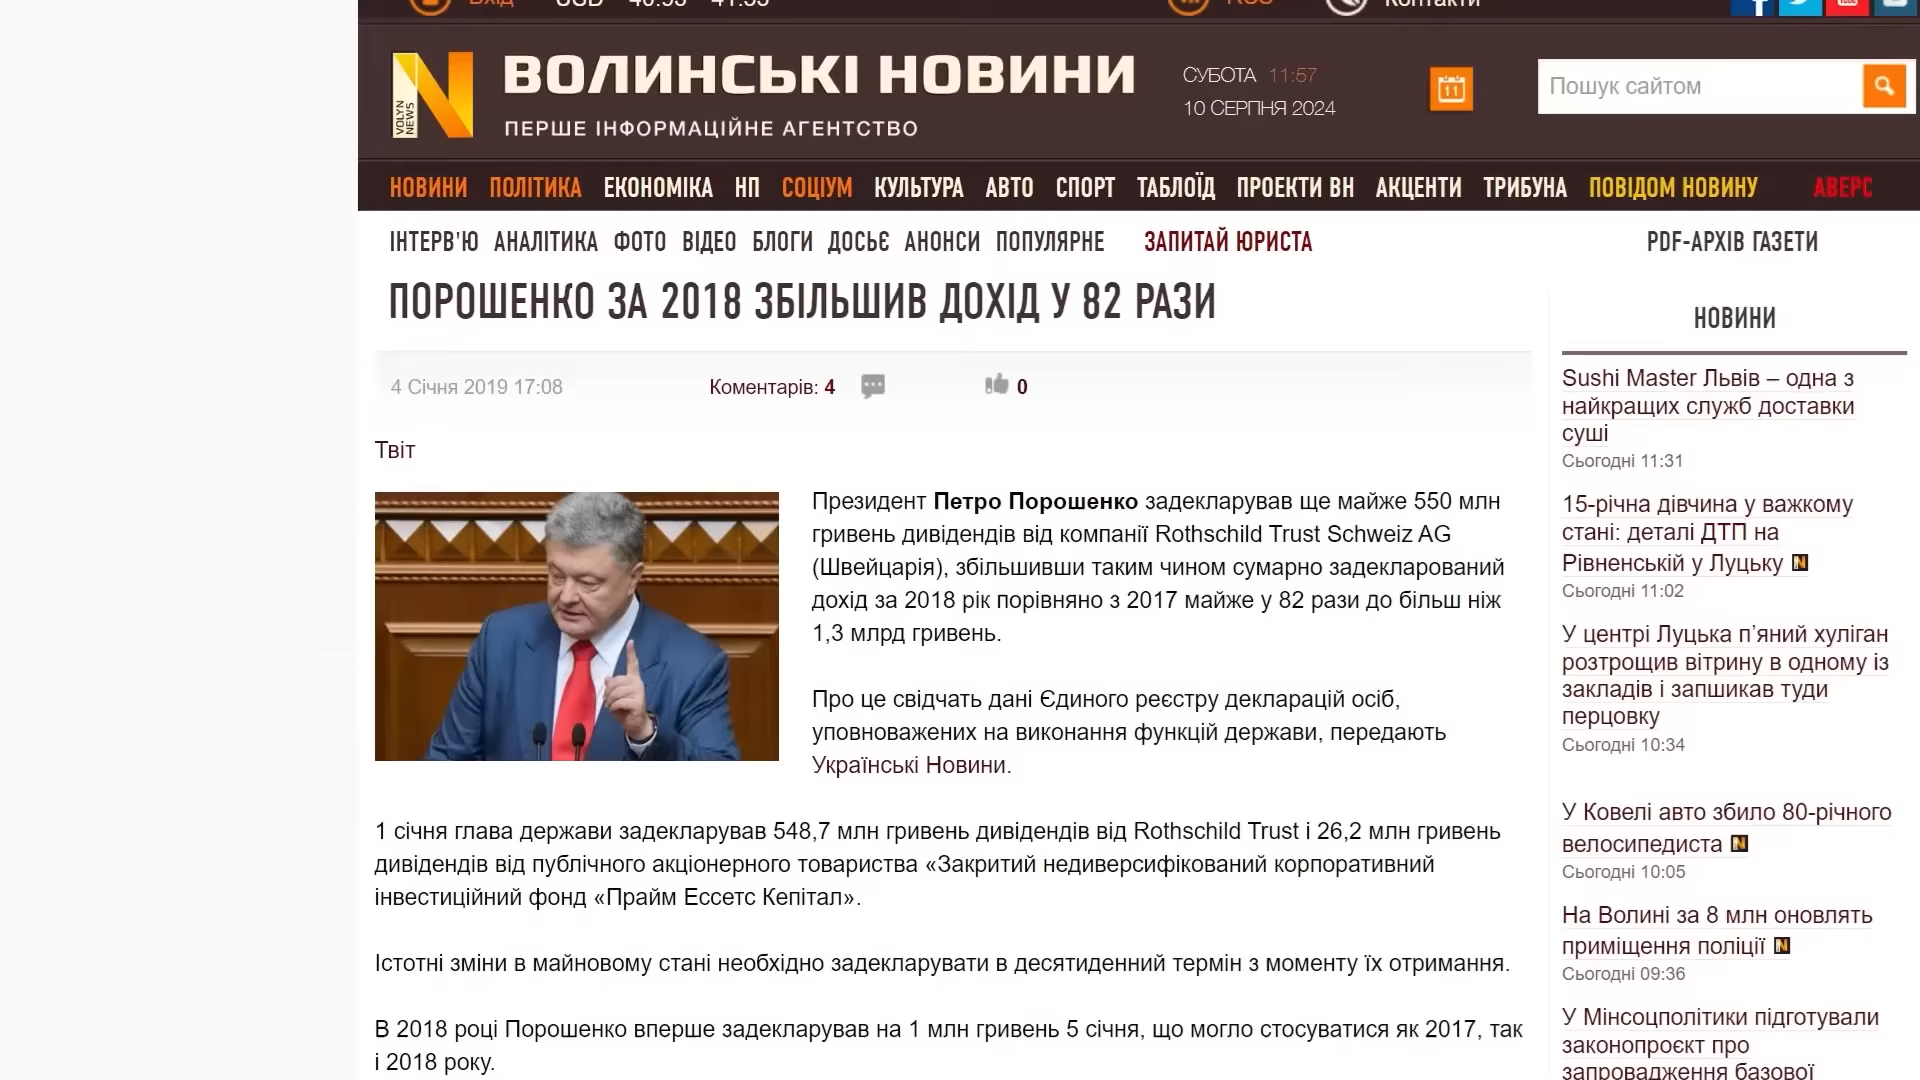 Вхід USD
RSS
Контакти
VOLYN NEWS
ВОЛИНСЬКІ НОВИНИ
ПЕРШЕ ІНФОРМАЦІЙНЕ АГЕНТСТВО
СУБОТА 11:57
10 СЕРПНЯ 2024
11
Пошук сайтом
НОВИНИ ПОЛІТИКА ЕКОНОМІКА НП СОЦІУМ КУЛЬТУРА АВТО СПОРТ ТАБЛОЇД ПРОЕКТИ ВН АКЦЕНТИ ТРИБУНА ПОВІДОМ НОВИНУ АВЕРС
ІНТЕРВ'Ю АНАЛІТИКА ФОТО ВІДЕО БЛОГИ ДОСЬЄ АНОНСИ ПОПУЛЯРНЕ ЗАПИТАЙ ЮРИСТА PDF-АРХІВ ГАЗЕТИ
ПОРОШЕНКО ЗА 2018 ЗБІЛЬШИВ ДОХІД У 82 РАЗИ
4 Січня 2019 17:08 Коментарів: 4 0
Твіт
Президент Петро Порошенко задекларував ще майже 550 млн
гривень дивідендів від компанії Rothschild Trust Schweiz AG
(Швейцарія), збільшивши таким чином сумарно задекларований
дохід за 2018 рік порівняно з 2017 майже у 82 рази до більш ніж
1,3 млрд гривень.
Про це свідчать дані Єдиного реєстру декларацій осіб,
уповноважених на виконання функцій держави, передають
Українські Новини.
1 січня глава держави задекларував 548,7 млн гривень дивідендів від Rothschild Trust і 26,2 млн гривень
дивідендів від публічного акціонерного товариства «Закритий недиверсифікований корпоративний
інвестиційний фонд «Прайм Ессетс Кепітал».
Істотні зміни в майновому стані необхідно задекларувати в десятиденний термін з моменту їх отримання.
В 2018 році Порошенко вперше задекларував на 1 млн гривень 5 січня, що могло стосуватися як 2017, так
і 2018 року.
НОВИНИ
Sushi Master Львів – одна з
найкращих служб доставки
суші
Сьогодні 11:31
15-річна дівчина у важкому
стані: деталі ДТП на
Рівненській у Луцьку
Сьогодні 11:02
У центрі Луцька п’яний хуліган
розтрощив вітрину в одному із
закладів і запшикав туди
перцовку
Сьогодні 10:34
У Ковелі авто збило 80-річного
велосипедиста
Сьогодні 10:05
На Волині за 8 млн оновлять
приміщення поліції
Сьогодні 09:36
У Мінсоцполітики підготували
законопроєкт про
запровадження базової